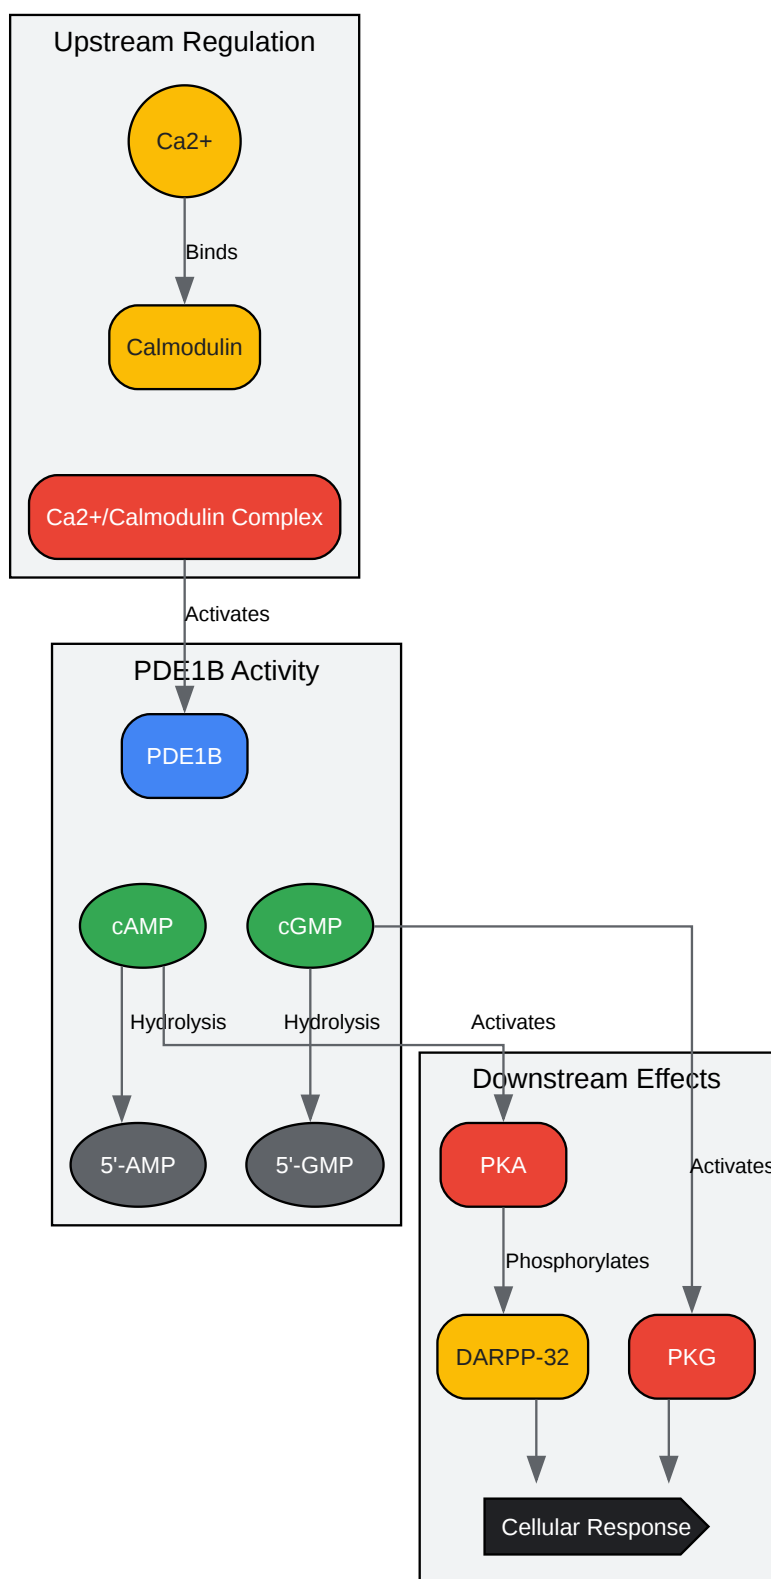 Upstream Regulation
Ca2+
Binds
Calmodulin
Ca2+/Calmodulin Complex
Activates
PDE1B Activity
PDE1B
cAMP
cGMP
Hydrolysis
Hydrolysis
Activates
Downstream Effects
5'-AMP
5'-GMP
PKA
Activates
Phosphorylates
DARPP-32
PKG
Cellular Response